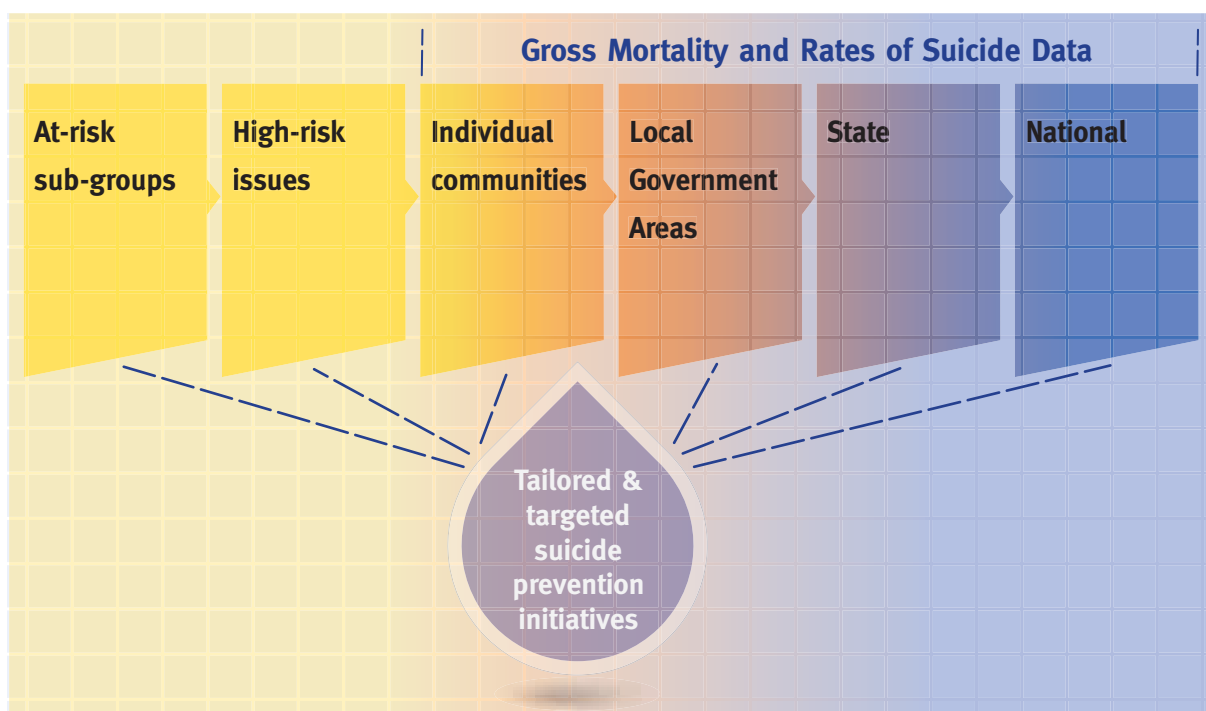 Gross Mortality and Rates of Suicide Data
At-risk
sub-groups
High-risk
issues
Individual
communities
Local
Government
Areas
State
National
Tailored &
targeted
suicide
prevention
initiatives